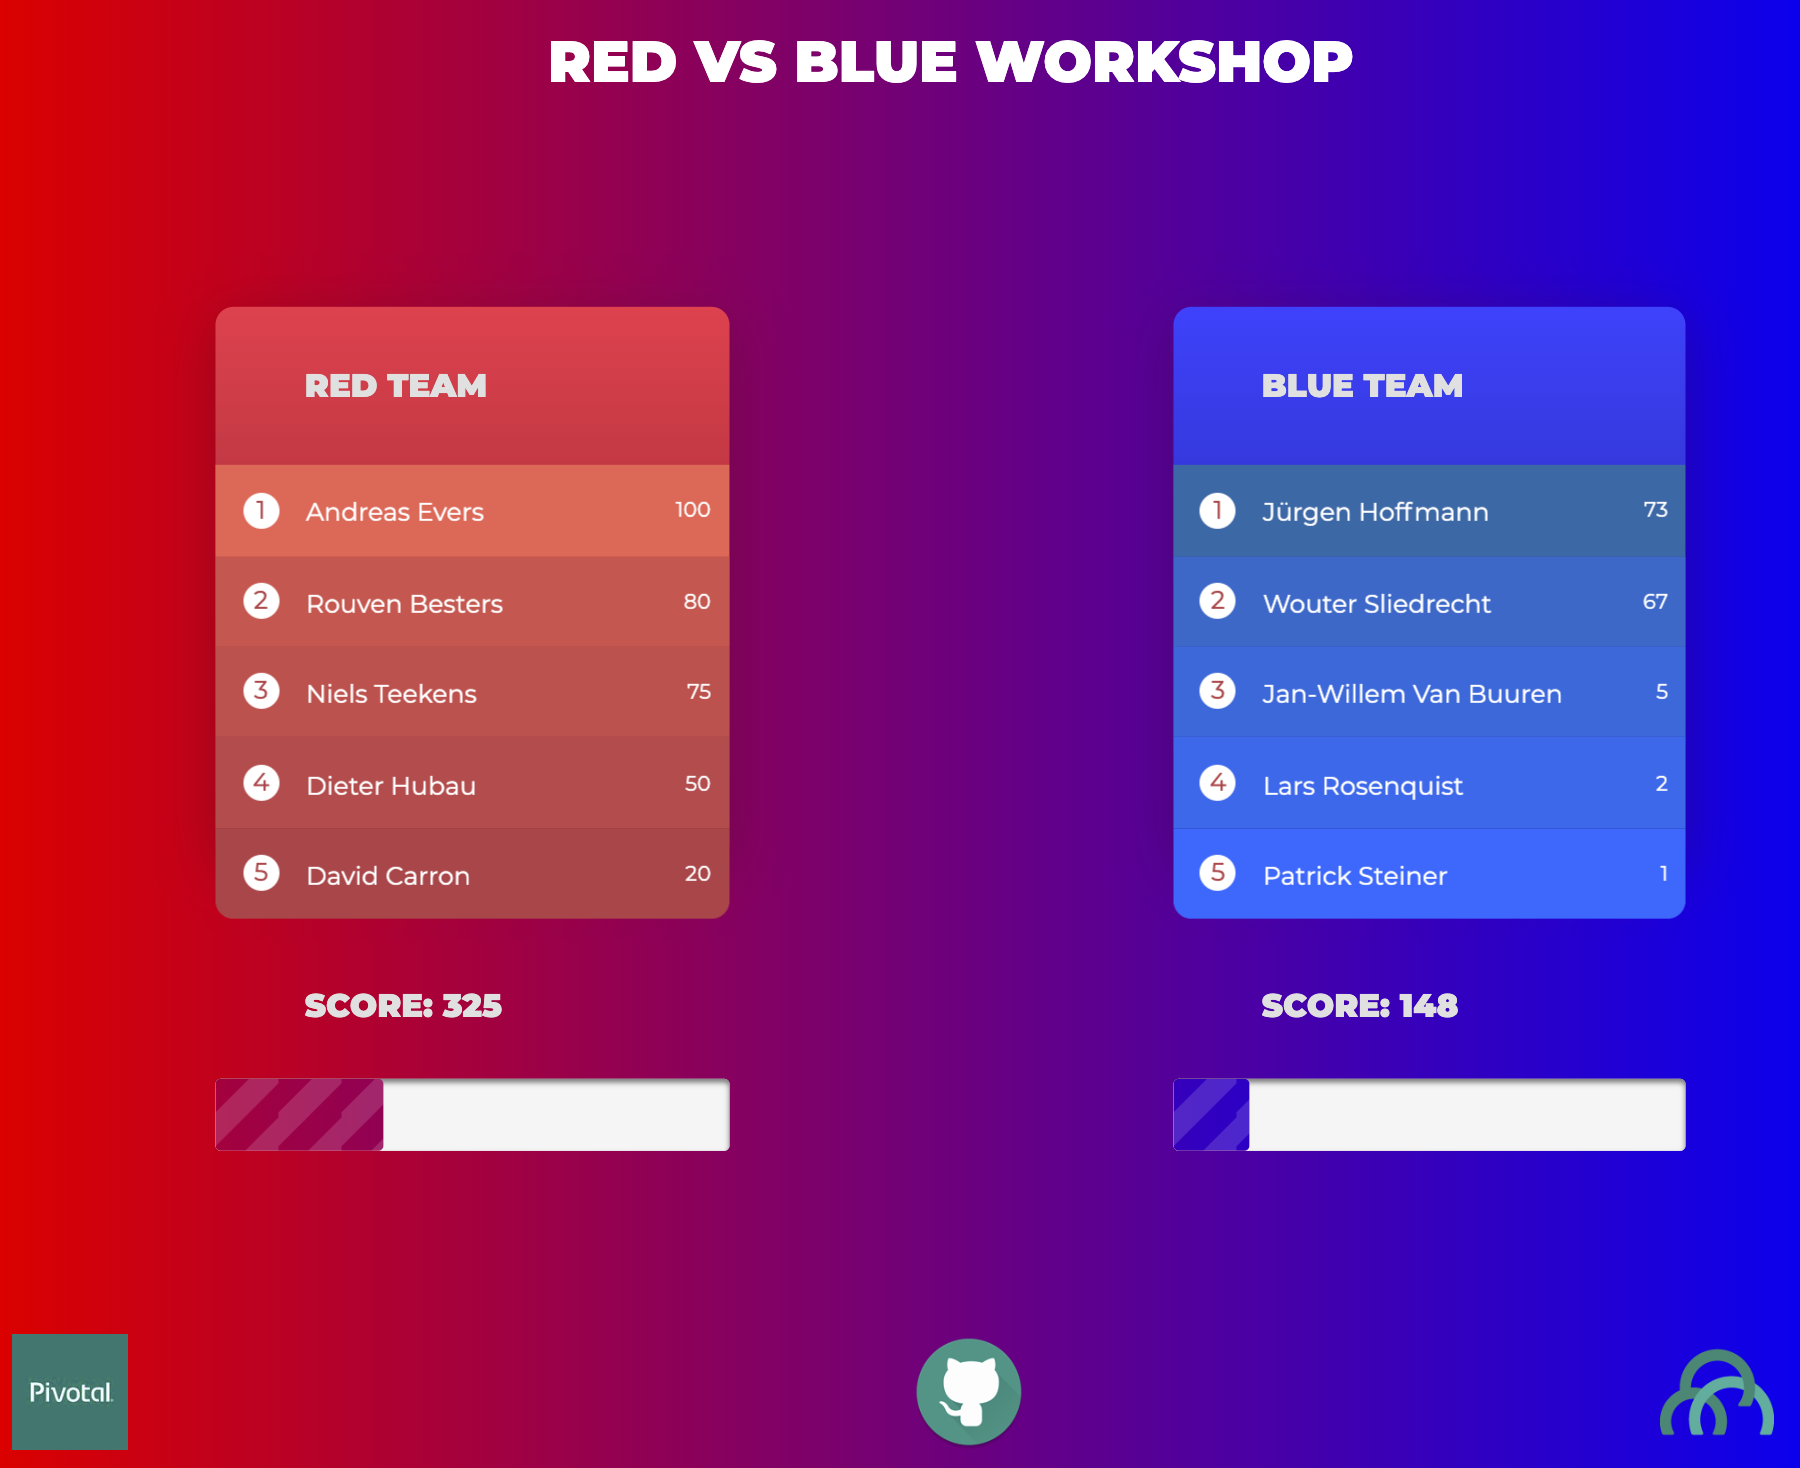 RED VS BLUE WORKSHOP
RED TEAM
1 Andreas Evers 100
2 Rouven Besters 80
3 Niels Teekens 75
4 Dieter Hubau 50
5 David Carron 20
SCORE: 325
BLUE TEAM
1 Jürgen Hoffmann 73
2 Wouter Sliedrecht 67
3 Jan-Willem Van Buuren 5
4 Lars Rosenquist 2
5 Patrick Steiner 1
SCORE: 148
Pivotal